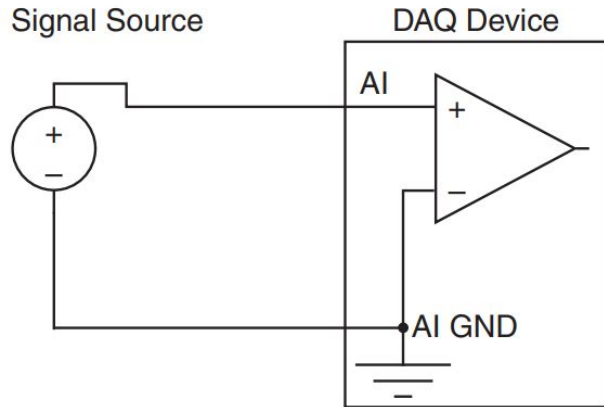 Signal Source
DAQ Device
AI
+
−
+
−
AI GND